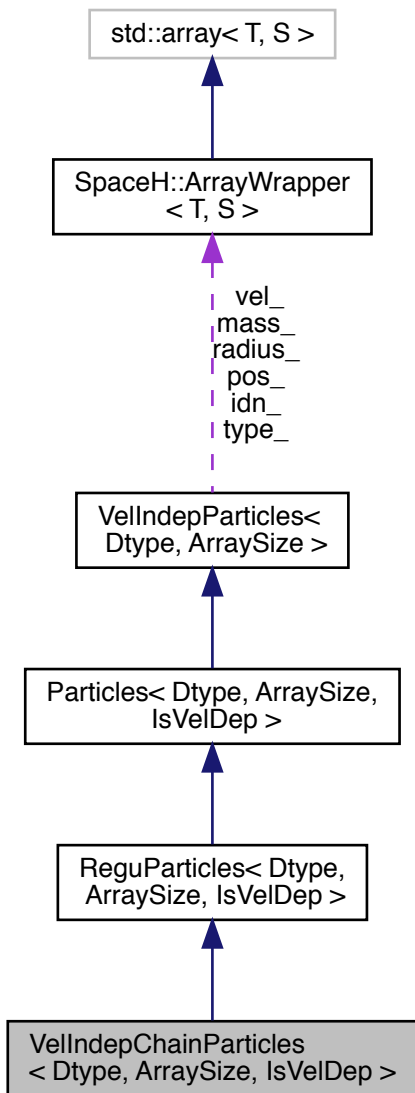 std::array< T, S >
SpaceH::ArrayWrapper
< T, S >
vel_
mass_
radius_
pos_
idn_
type_
VelIndepParticles<
Dtype, ArraySize >
Particles< Dtype, ArraySize,
IsVelDep >
ReguParticles< Dtype,
ArraySize, IsVelDep >
VelIndepChainParticles
< Dtype, ArraySize, IsVelDep >